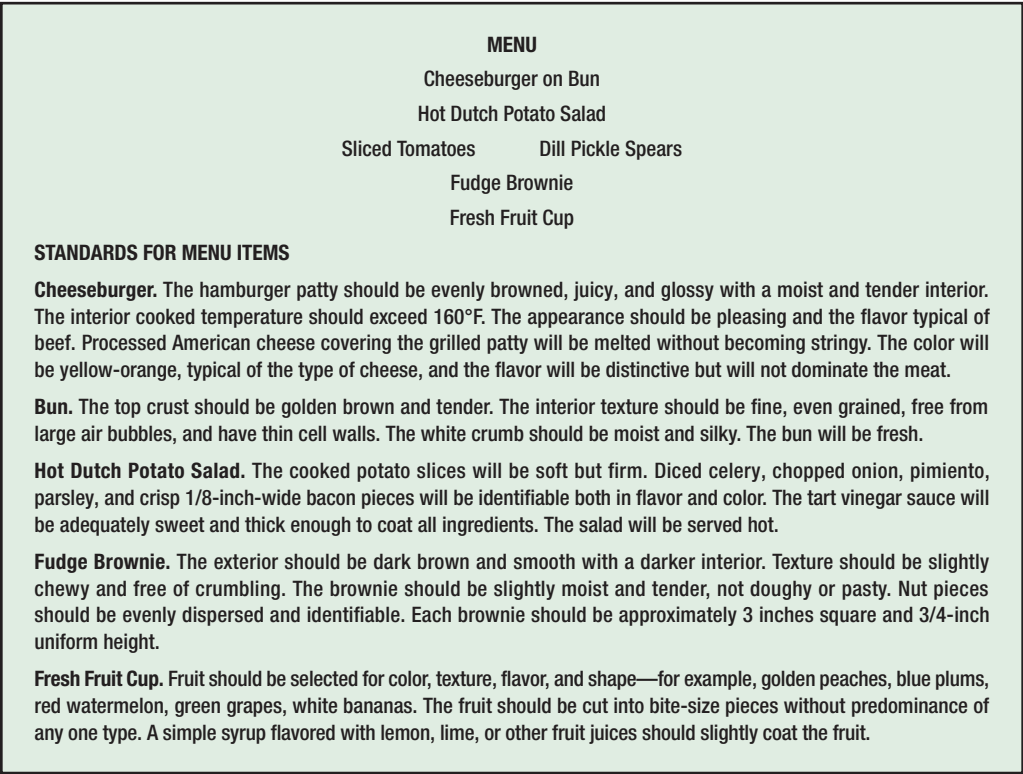 MENU
Cheeseburger on Bun
Hot Dutch Potato Salad
Sliced Tomatoes Dill Pickle Spears
Fudge Brownie
Fresh Fruit Cup
STANDARDS FOR MENU ITEMS
Cheeseburger. The hamburger patty should be evenly browned, juicy, and glossy with a moist and tender interior.
The interior cooked temperature should exceed 160°F. The appearance should be pleasing and the flavor typical of
beef. Processed American cheese covering the grilled patty will be melted without becoming stringy. The color will
be yellow-orange, typical of the type of cheese, and the flavor will be distinctive but will not dominate the meat.
Bun. The top crust should be golden brown and tender. The interior texture should be fine, even grained, free from
large air bubbles, and have thin cell walls. The white crumb should be moist and silky. The bun will be fresh.
Hot Dutch Potato Salad. The cooked potato slices will be soft but firm. Diced celery, chopped onion, pimiento,
parsley, and crisp 1/8-inch-wide bacon pieces will be identifiable both in flavor and color. The tart vinegar sauce will
be adequately sweet and thick enough to coat all ingredients. The salad will be served hot.
Fudge Brownie. The exterior should be dark brown and smooth with a darker interior. Texture should be slightly
chewy and free of crumbling. The brownie should be slightly moist and tender, not doughy or pasty. Nut pieces
should be evenly dispersed and identifiable. Each brownie should be approximately 3 inches square and 3/4-inch
uniform height.
Fresh Fruit Cup. Fruit should be selected for color, texture, flavor, and shape—for example, golden peaches, blue plums,
red watermelon, green grapes, white bananas. The fruit should be cut into bite-size pieces without predominance of
any one type. A simple syrup flavored with lemon, lime, or other fruit juices should slightly coat the fruit.